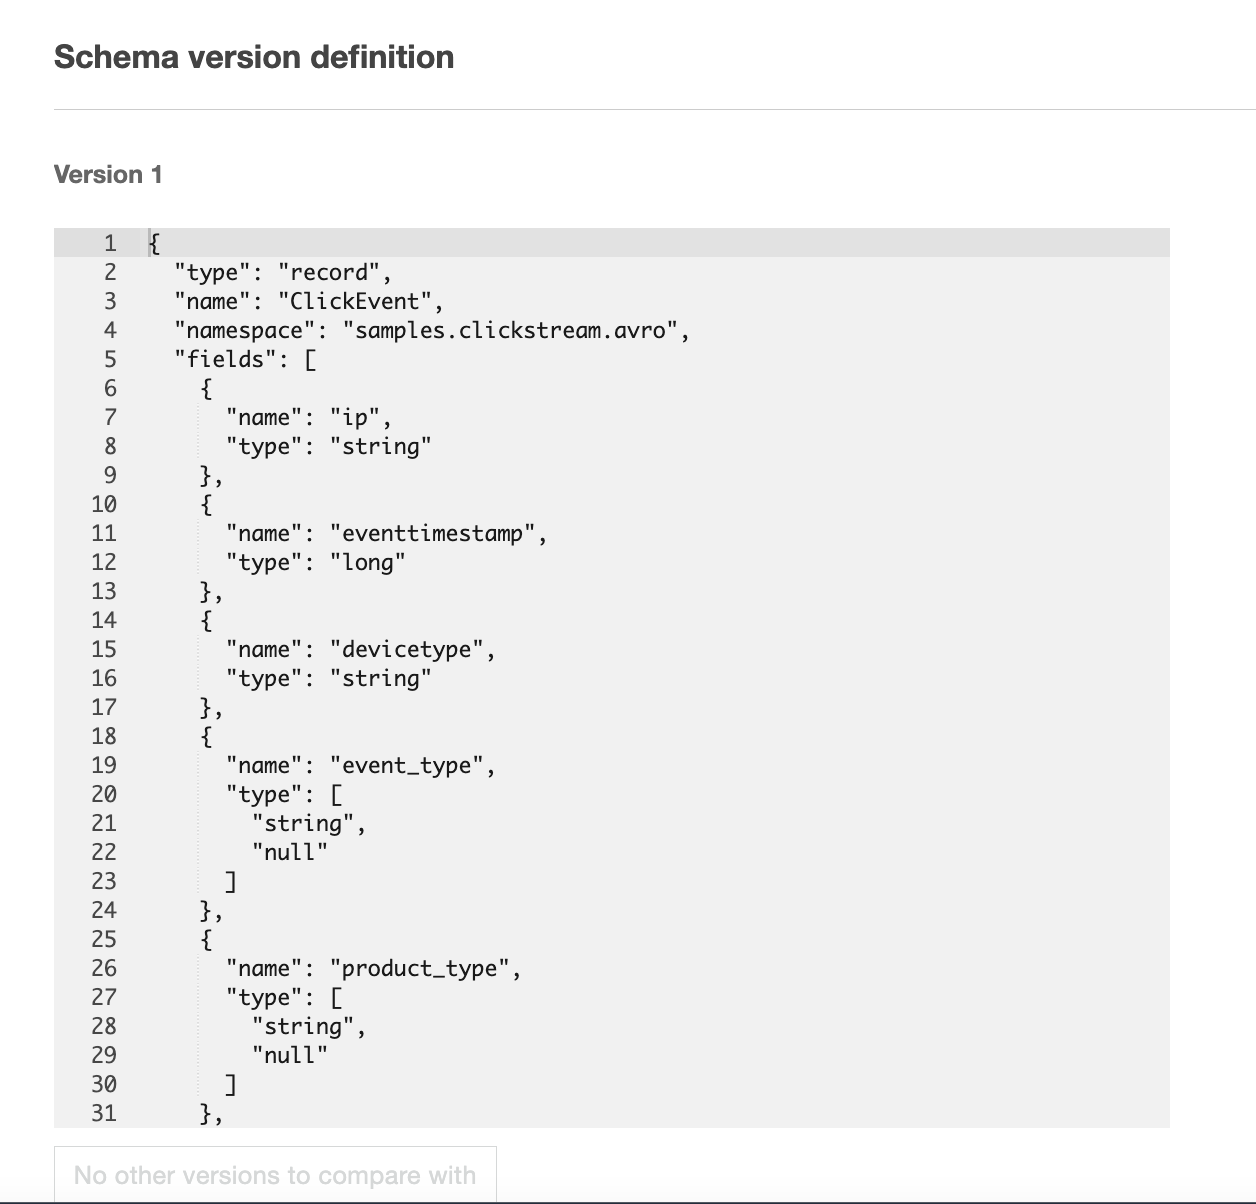 Schema version definition
Version 1
1 {
2   "type": "record",
3   "name": "ClickEvent",
4   "namespace": "samples.clickstream.avro",
5   "fields": [
6     {
7       "name": "ip",
8       "type": "string"
9     },
10     {
11       "name": "eventtimestamp",
12       "type": "long"
13     },
14     {
15       "name": "devicetype",
16       "type": "string"
17     },
18     {
19       "name": "event_type",
20       "type": [
21         "string",
22         "null"
23       ]
24     },
25     {
26       "name": "product_type",
27       "type": [
28         "string",
29         "null"
30       ]
31     },
No other versions to compare with